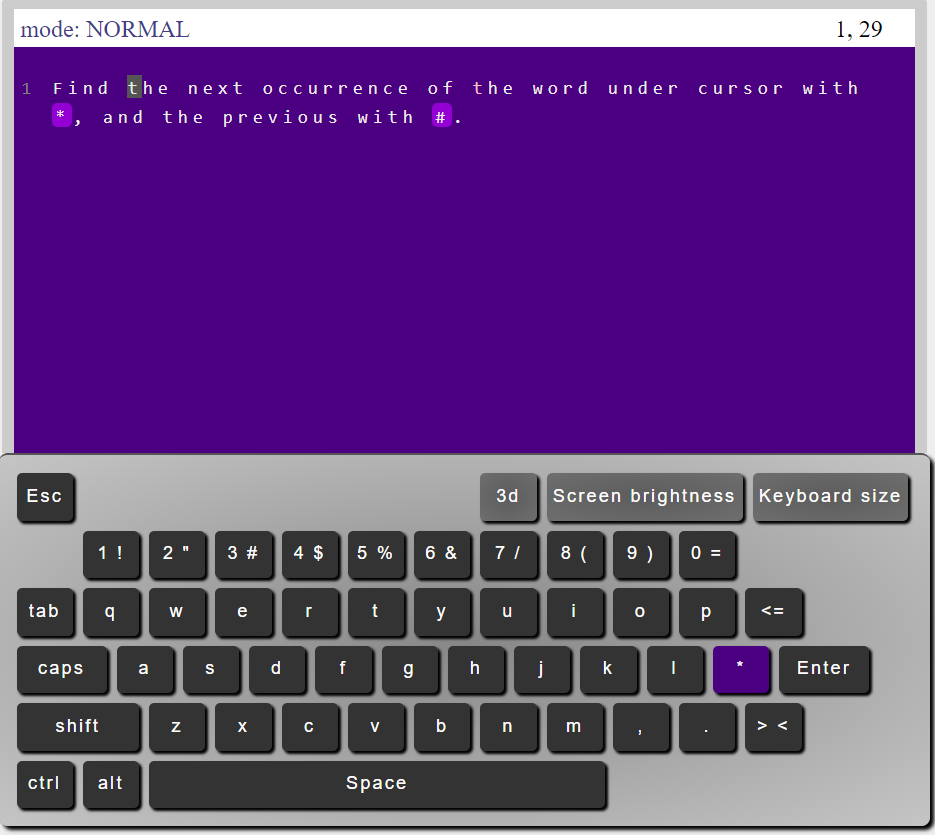 mode: NORMAL 1, 29
1 Find the next occurrence of the word under cursor with
*, and the previous with #.
Esc 3d Screen brightness Keyboard size
1 ! 2 " 3 # 4 $ 5 % 6 & 7 / 8 ( 9 ) 0 =
tab q w e r t y u i o p <=
caps a s d f g h j k l * Enter
shift z x c v b n m , . > <
ctrl alt Space